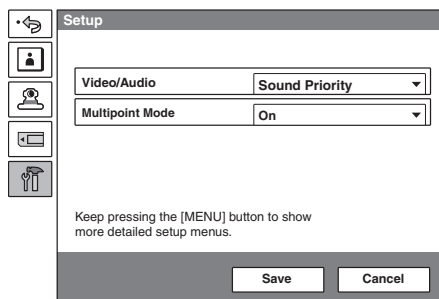 Setup
Video/Audio Sound Priority
Multipoint Mode On
Keep pressing the [MENU] button to show
more detailed setup menus.
Save Cancel